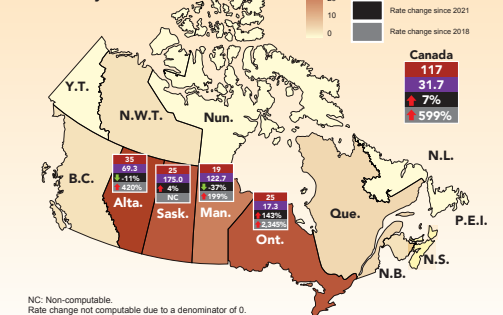 10
Rate change since 2021
0
Rate change since 2018
Canada
117
31.7
7%
599%
Y.T.
N.W.T.
Nun.
B.C.
35
69.3
-11%
420%
Alta.
25
175.0
4%
NC
Sask.
19
122.7
-37%
199%
Man.
25
17.3
143%
2,345%
Ont.
Que.
N.L.
P.E.I.
N.S.
N.B.
NC: Non-computable.
Rate change not computable due to a denominator of 0.